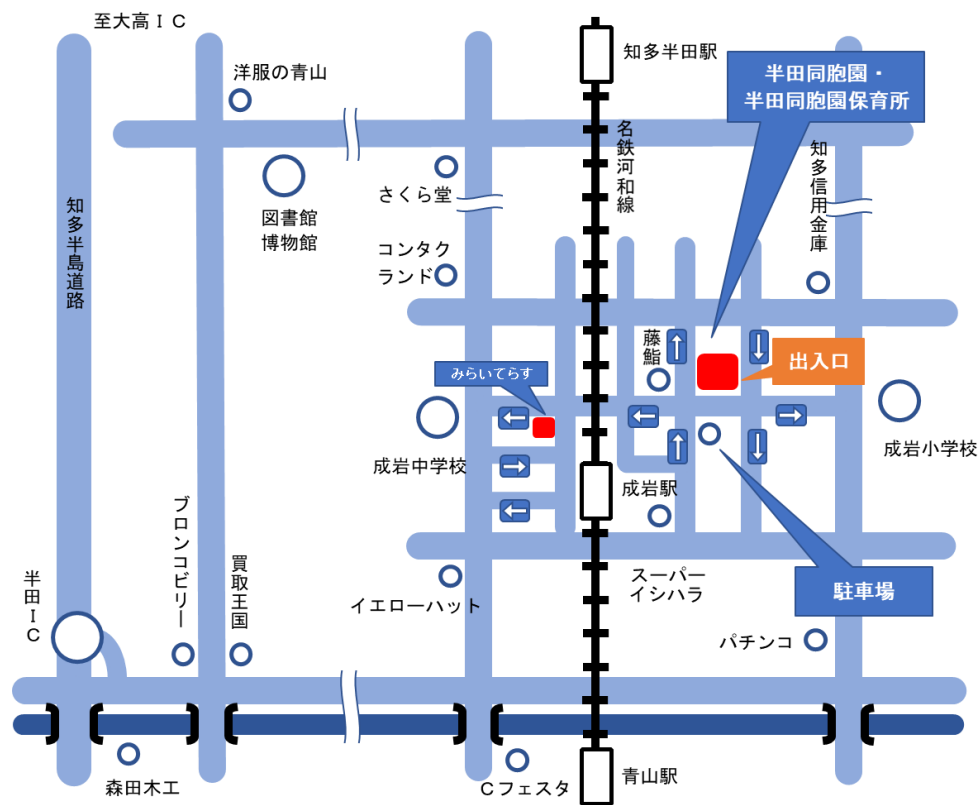 至大高ＩＣ
知多半田駅
半田同胞園・
半田同胞園保育所
洋服の青山
名鉄河和線
知多信用金庫
さくら堂
図書館
博物館
知多半島道路
コンタク
ランド
藤鮨
出入口
みらいてらす
成岩中学校
成岩駅
成岩小学校
ブロンコビリー
買取王国
半田ＩＣ
イエローハット
スーパー
イシハラ
駐車場
パチンコ
森田木工
Ｃフェスタ
青山駅